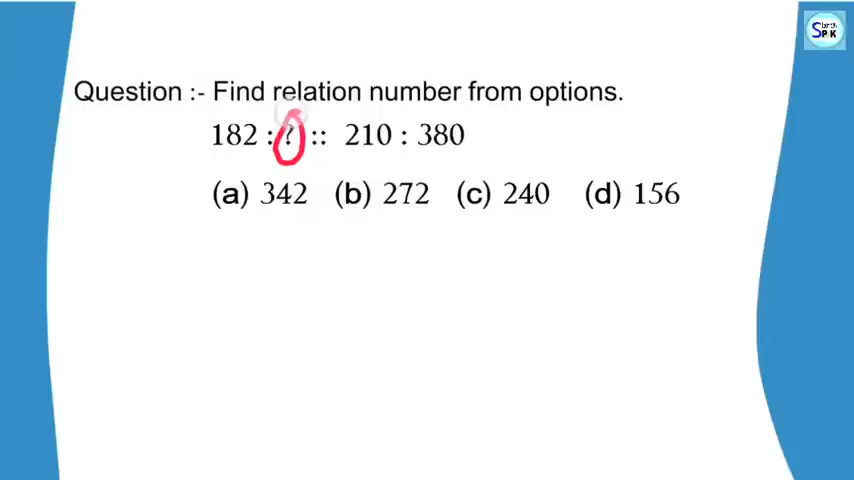 Question :- Find relation number from options.
182 : ? :: 210 : 380
(a) 342 (b) 272 (c) 240 (d) 156